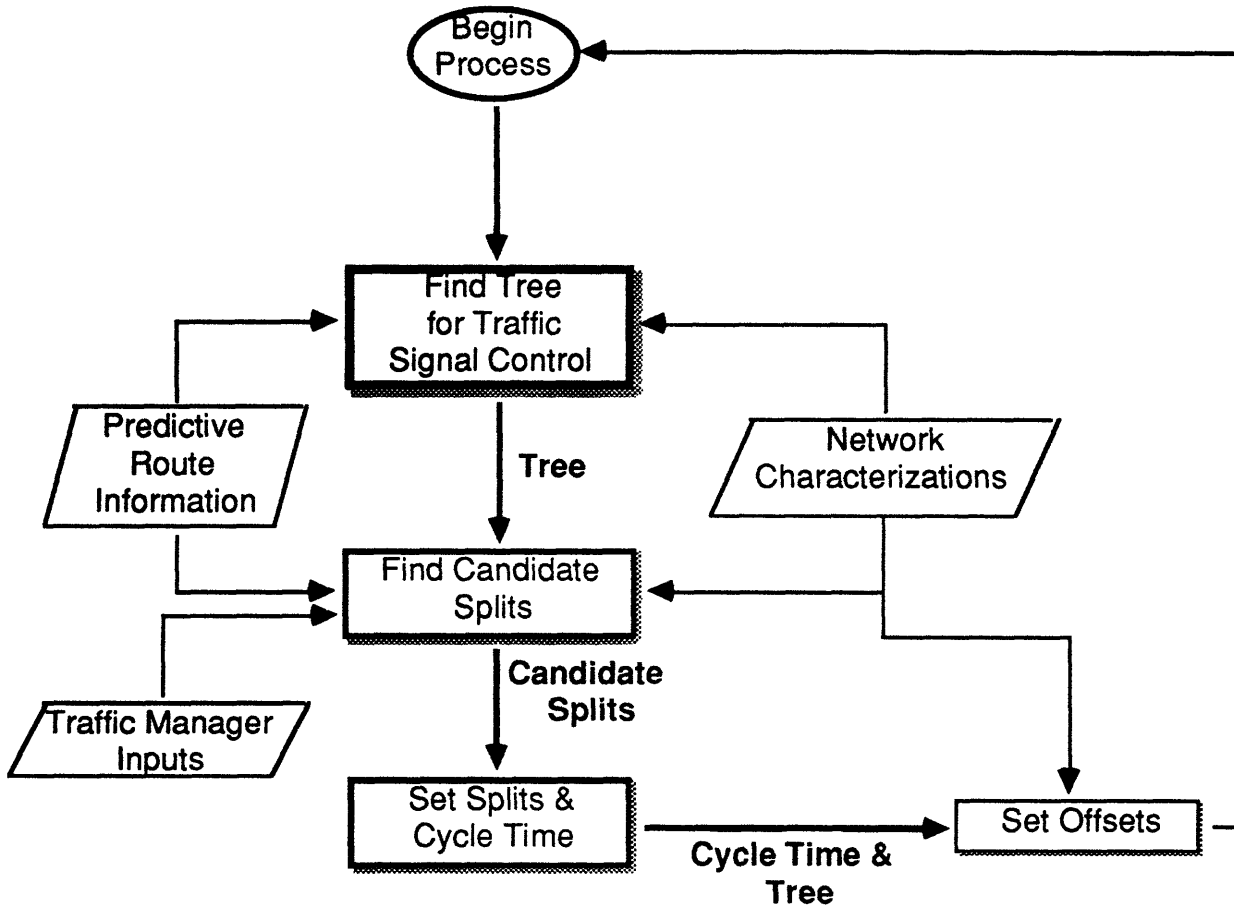 Begin
Process
Find Tree
for Traffic
Signal Control
Predictive
Route
Information
Network
Characterizations
Tree
Find Candidate
Splits
Candidate
Splits
Traffic Manager
Inputs
Set Splits &
Cycle Time
Cycle Time &
Tree
Set Offsets